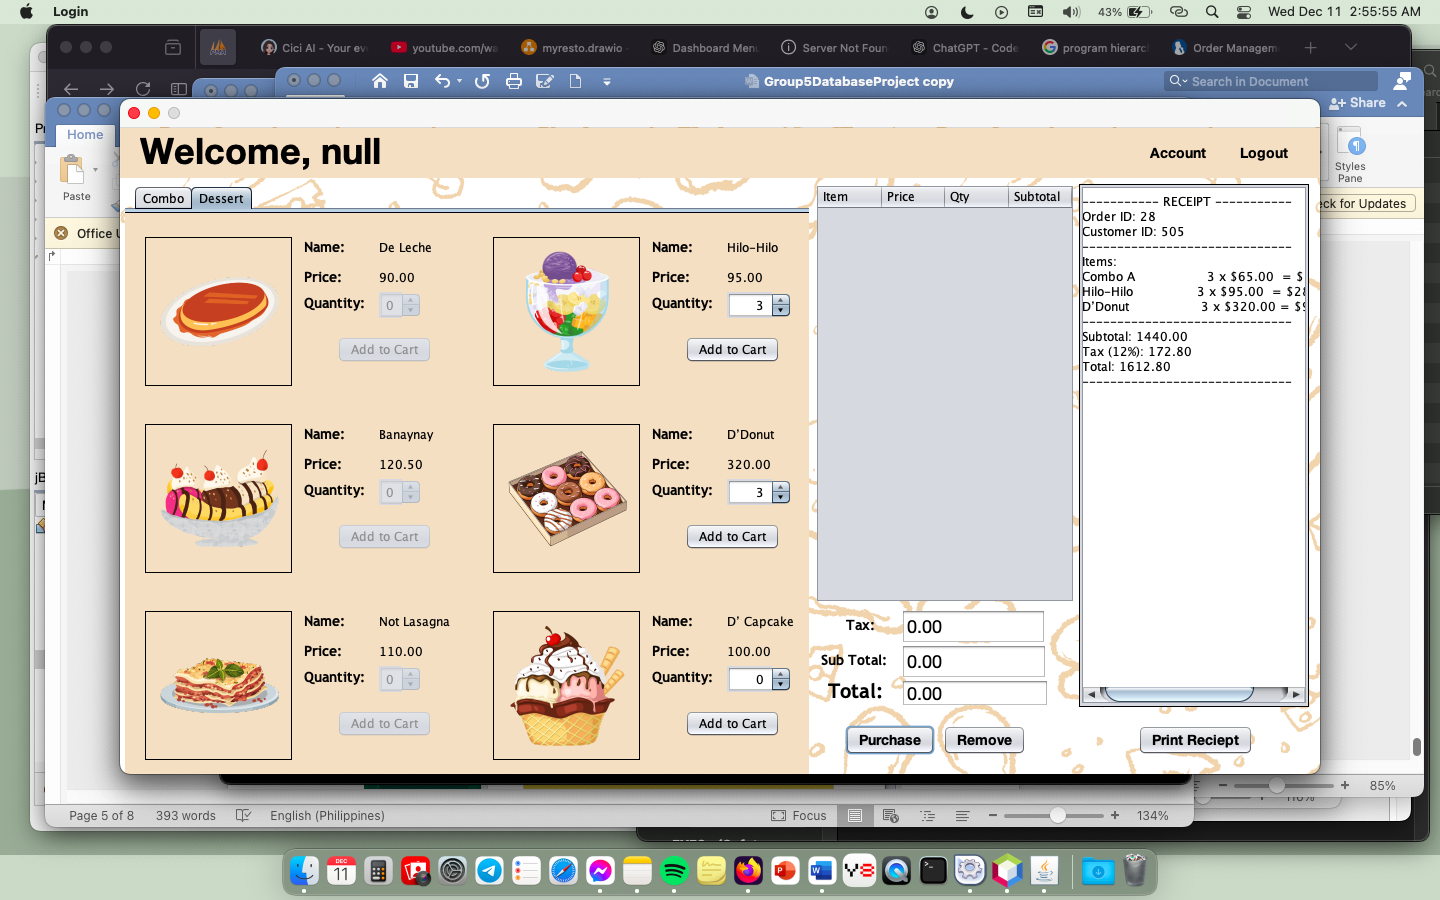 Login
43%
Wed Dec 11 2:55:55 AM
Cici AI - Your eve
youtube.com/wa
myresto.drawio -
Dashboard Menu
Server Not Foun
ChatGPT - Code
program hierarc
Order Managem
Group5DatabaseProject copy
Search in Document
Share
Home
Paste
Styles
Pane
Office U
eck for Updates
Welcome, null
Account
Logout
Combo
Dessert
Name: De Leche
Price: 90.00
Quantity: 0
Add to Cart
Name: Hilo-Hilo
Price: 95.00
Quantity: 3
Add to Cart
Name: Banaynay
Price: 120.50
Quantity: 0
Add to Cart
Name: D'Donut
Price: 320.00
Quantity: 3
Add to Cart
Name: Not Lasagna
Price: 110.00
Quantity: 0
Add to Cart
Name: D' Capcake
Price: 100.00
Quantity: 0
Add to Cart
Item Price Qty Subtotal
Tax: 0.00
Sub Total: 0.00
Total: 0.00
Purchase
Remove
----------- RECEIPT -----------
Order ID: 28
Customer ID: 505
------------------------------
Items:
Combo A 3 x $65.00 = $
Hilo-Hilo 3 x $95.00 = $28
D'Donut 3 x $320.00 = $9
------------------------------
Subtotal: 1440.00
Tax (12%): 172.80
Total: 1612.80
------------------------------
Print Reciept
85%
Page 5 of 8
393 words
English (Philippines)
Focus
134%
DEC
11